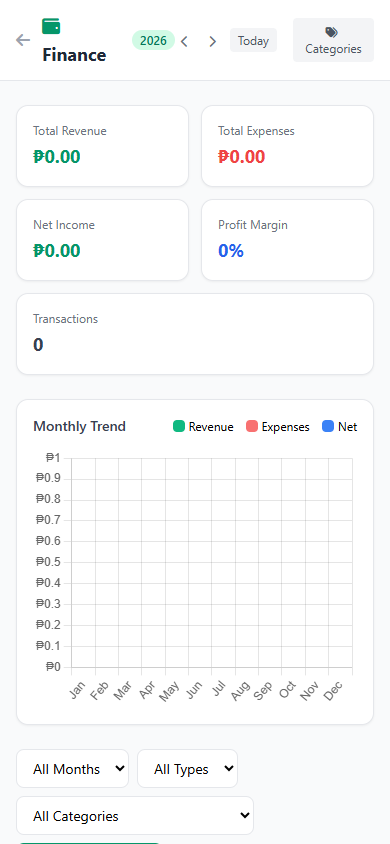 Finance
2026
Today
Categories
Total Revenue
₱0.00
Total Expenses
₱0.00
Net Income
₱0.00
Profit Margin
0%
Transactions
0
Monthly Trend
Revenue
Expenses
Net
₱1
₱0.9
₱0.8
₱0.7
₱0.6
₱0.5
₱0.4
₱0.3
₱0.2
₱0.1
₱0
Jan Feb Mar Apr May Jun Jul Aug Sep Oct Nov Dec
All Months
All Types
All Categories